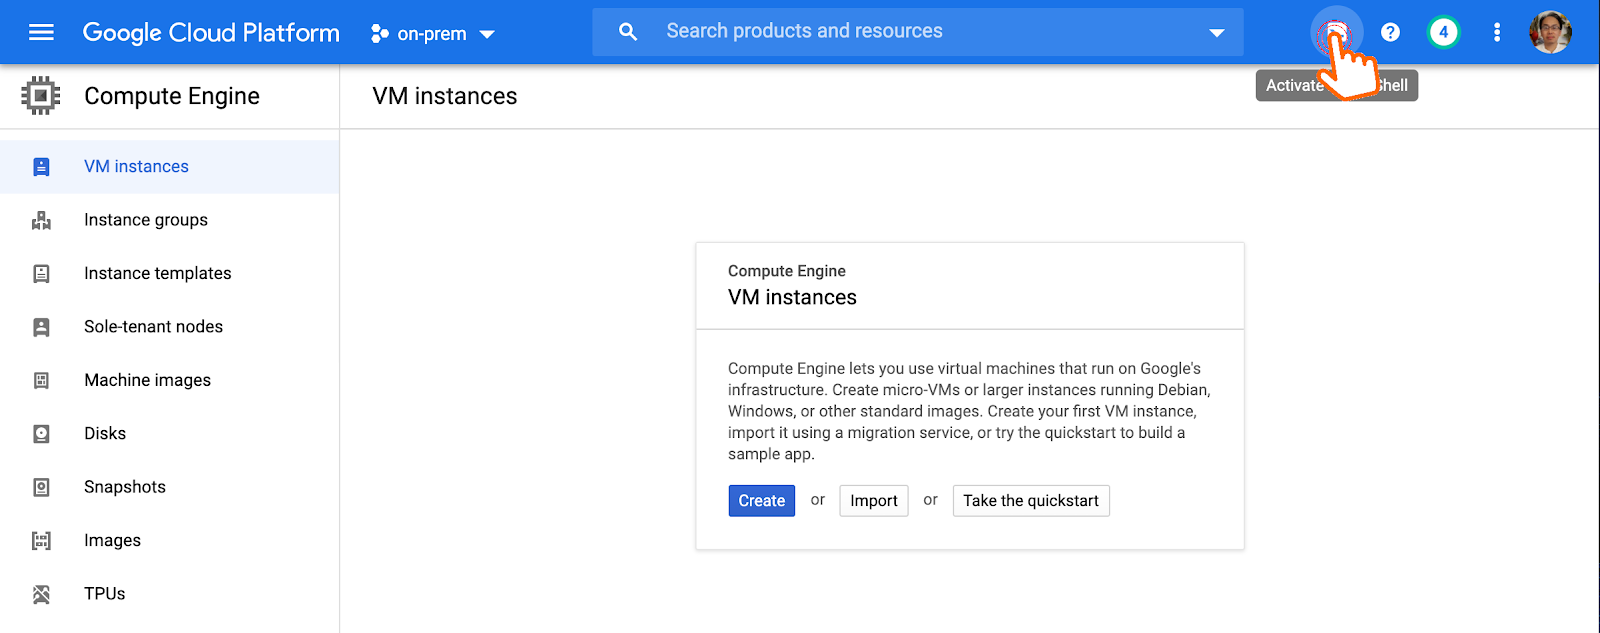 Google Cloud Platform
on-prem
Search products and resources
?
4
Activate
hell
Compute Engine
VM instances
VM instances
Instance groups
Instance templates
Sole-tenant nodes
Machine images
Disks
Snapshots
Images
TPUs
Compute Engine
VM instances
Compute Engine lets you use virtual machines that run on Google's
infrastructure. Create micro-VMs or larger instances running Debian,
Windows, or other standard images. Create your first VM instance,
import it using a migration service, or try the quickstart to build a
sample app.
Create or Import or Take the quickstart